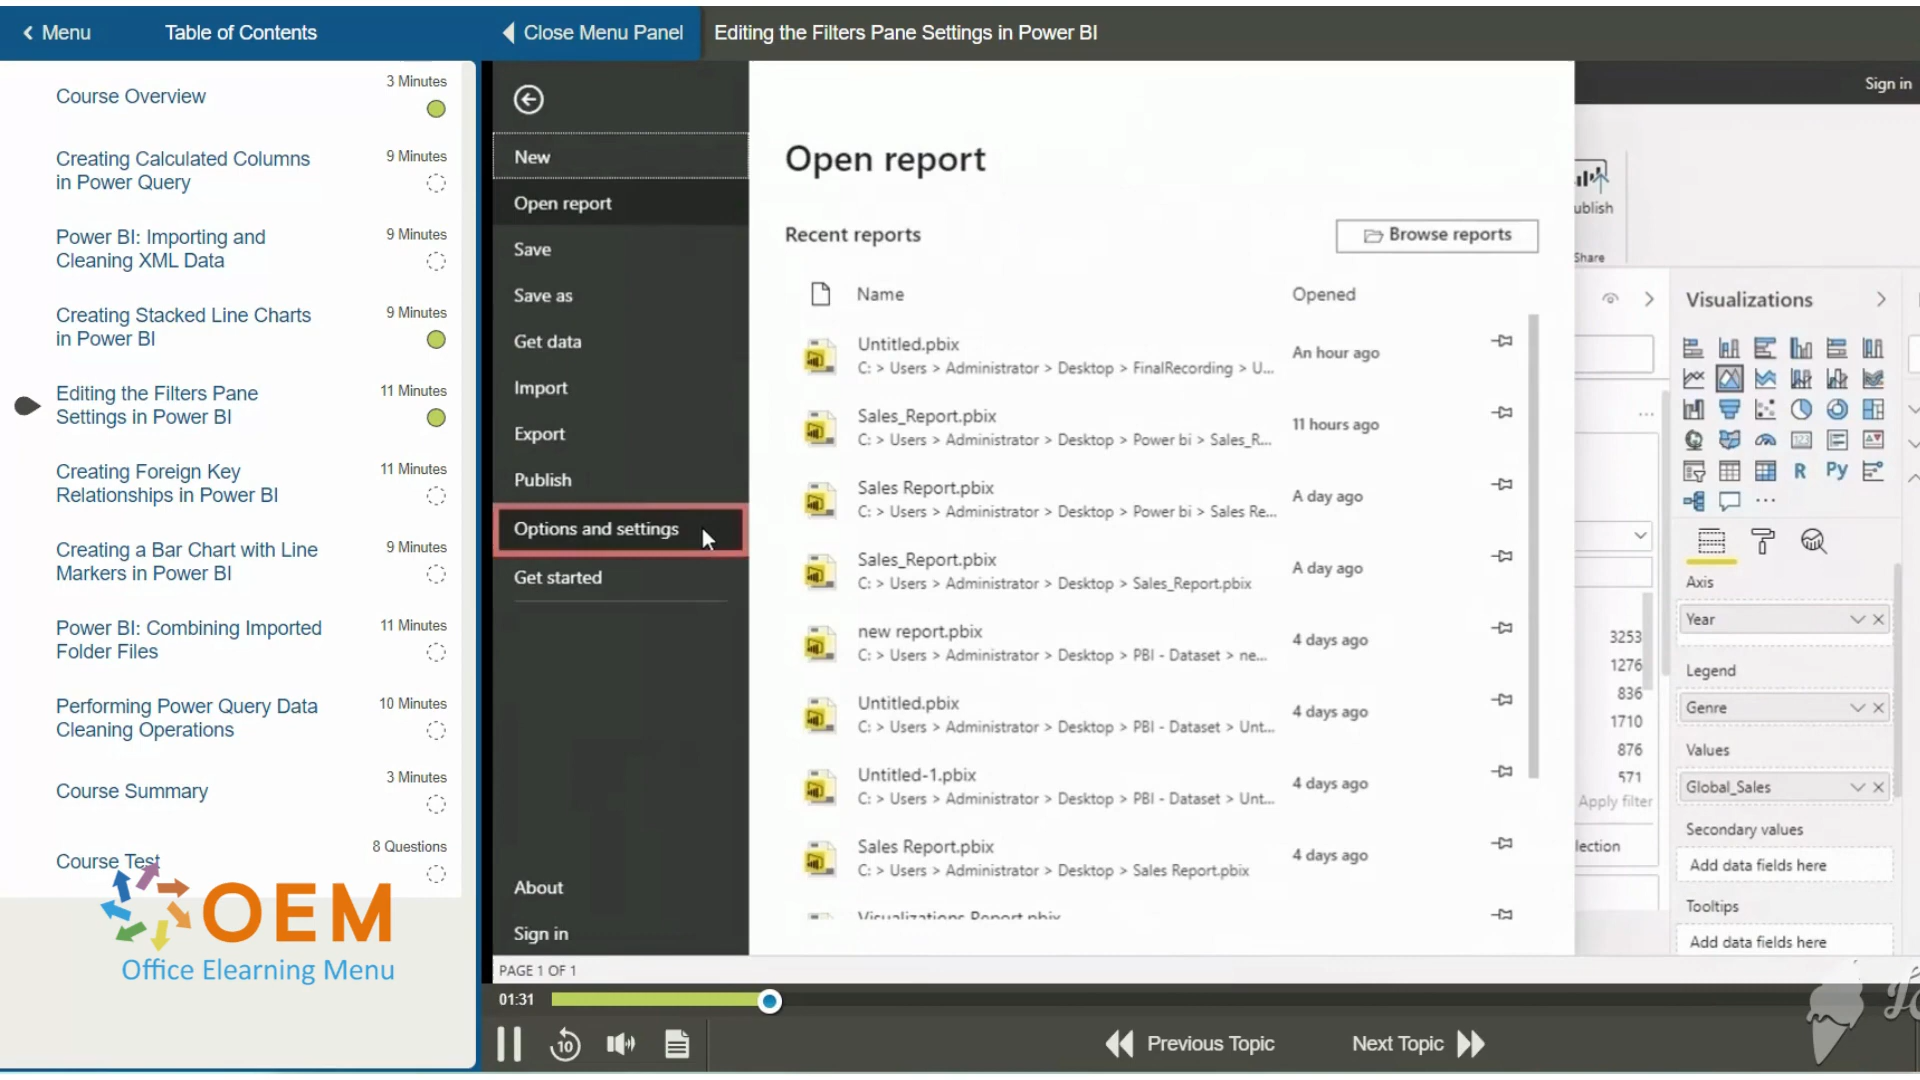 Menu
Table of Contents
Close Menu Panel
Editing the Filters Pane Settings in Power BI
Course Overview
3 Minutes
Creating Calculated Columns
in Power Query
9 Minutes
Power BI: Importing and
Cleaning XML Data
9 Minutes
Creating Stacked Line Charts
in Power BI
9 Minutes
Editing the Filters Pane
Settings in Power BI
11 Minutes
Creating Foreign Key
Relationships in Power BI
11 Minutes
Creating a Bar Chart with Line
Markers in Power BI
9 Minutes
Power BI: Combining Imported
Folder Files
11 Minutes
Performing Power Query Data
Cleaning Operations
10 Minutes
Course Summary
3 Minutes
Course Test
8 Questions
OEM
Office Elearning Menu
New
Open report
Save
Save as
Get data
Import
Export
Publish
Options and settings
Get started
About
Sign in
Open report
Recent reports
Browse reports
Name
Opened
Untitled.pbix
C: > Users > Administrator > Desktop > FinalRecording > U...
An hour ago
Sales_Report.pbix
C: > Users > Administrator > Desktop > Power bi > Sales_R...
11 hours ago
Sales Report.pbix
C: > Users > Administrator > Desktop > Power bi > Sales Re...
A day ago
Sales_Report.pbix
C: > Users > Administrator > Desktop > Sales_Report.pbix
A day ago
new report.pbix
C: > Users > Administrator > Desktop > PBI - Dataset > ne...
4 days ago
Untitled.pbix
C: > Users > Administrator > Desktop > PBI - Dataset > Unt...
4 days ago
Untitled-1.pbix
C: > Users > Administrator > Desktop > PBI - Dataset > Unt...
4 days ago
Sales Report.pbix
C: > Users > Administrator > Desktop > Sales Report.pbix
4 days ago
Visualizations Report.pbix
Sign in
ublish
Share
Visualizations
R
Py
123
Axis
Year
Legend
Genre
Values
Global_Sales
Secondary values
Add data fields here
Tooltips
Add data fields here
3253
1276
836
1710
876
571
Apply filter
lection
PAGE 1 OF 1
01:31
10
Previous Topic
Next Topic